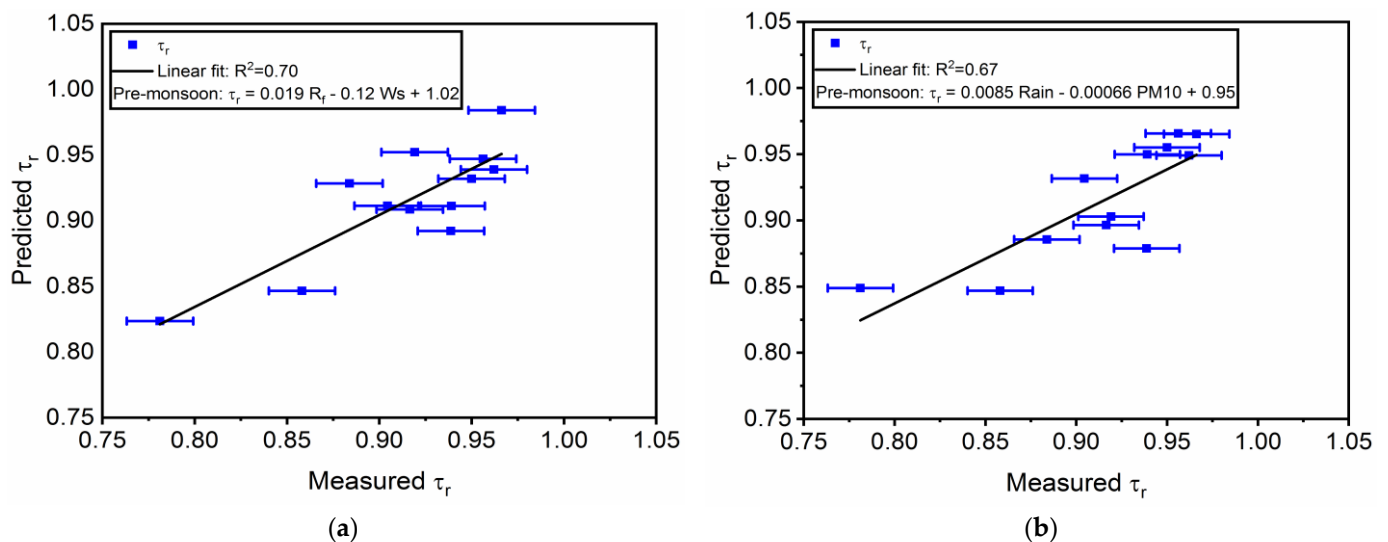 1.05
1.00
0.95
0.90
0.85
0.80
0.75
Predicted τr
τr
Linear fit: R²=0.70
Pre-monsoon: τr = 0.019 Rf - 0.12 Ws + 1.02
0.75 0.80 0.85 0.90 0.95 1.00 1.05
Measured τr
(a)
1.05
1.00
0.95
0.90
0.85
0.80
0.75
Predicted τr
τr
Linear fit: R²=0.67
Pre-monsoon: τr = 0.0085 Rain - 0.00066 PM10 + 0.95
0.75 0.80 0.85 0.90 0.95 1.00 1.05
Measured τr
(b)